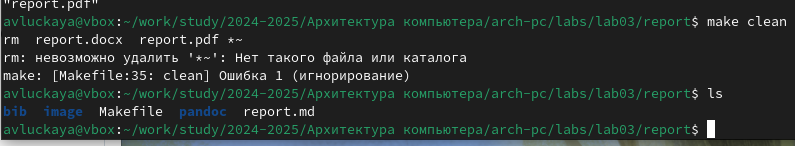 "report.pdf"
avluckaya@vbox:~/work/study/2024-2025/Архитектура компьютера/arch-pc/labs/lab03/report$ make clean
rm  report.docx  report.pdf *~
rm: невозможно удалить '*~': Нет такого файла или каталога
make: [Makefile:35: clean] Ошибка 1 (игнорирование)
avluckaya@vbox:~/work/study/2024-2025/Архитектура компьютера/arch-pc/labs/lab03/report$ ls
bib  image  Makefile  pandoc  report.md
avluckaya@vbox:~/work/study/2024-2025/Архитектура компьютера/arch-pc/labs/lab03/report$